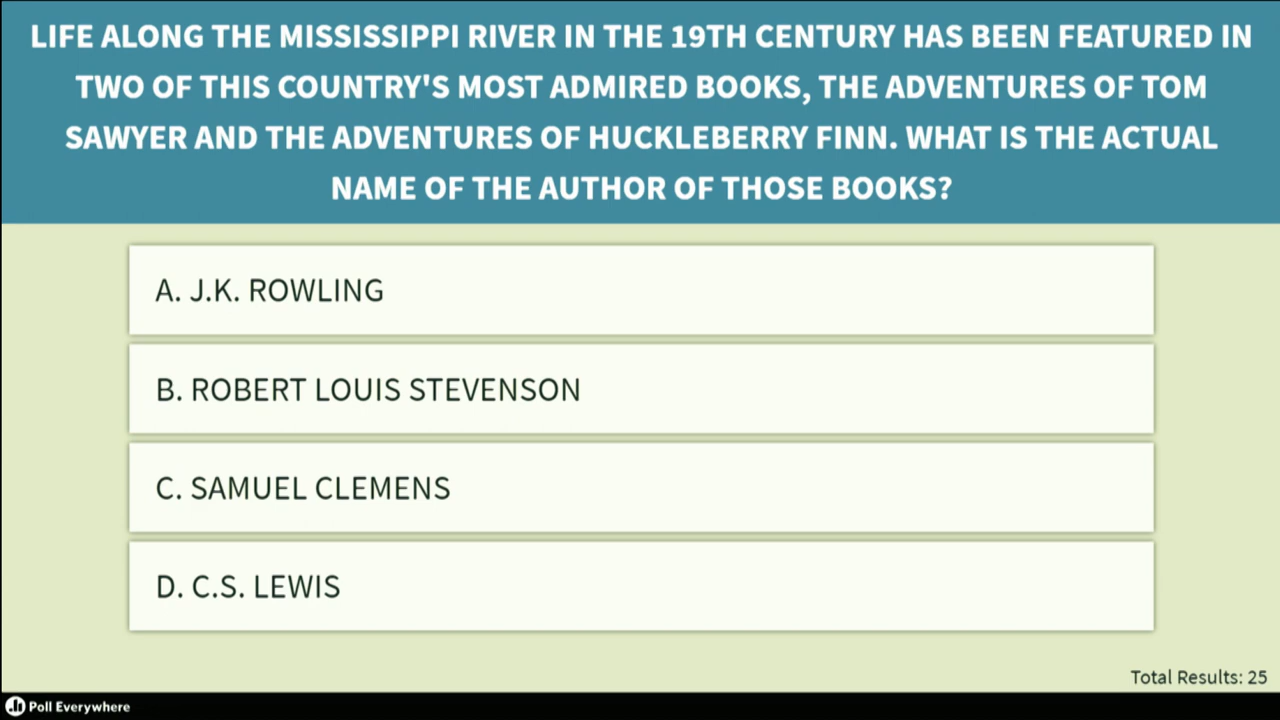 LIFE ALONG THE MISSISSIPPI RIVER IN THE 19TH CENTURY HAS BEEN FEATURED IN
TWO OF THIS COUNTRY'S MOST ADMIRED BOOKS, THE ADVENTURES OF TOM
SAWYER AND THE ADVENTURES OF HUCKLEBERRY FINN. WHAT IS THE ACTUAL
NAME OF THE AUTHOR OF THOSE BOOKS?
A. J.K. ROWLING
B. ROBERT LOUIS STEVENSON
C. SAMUEL CLEMENS
D. C.S. LEWIS
Total Results: 25
Poll Everywhere